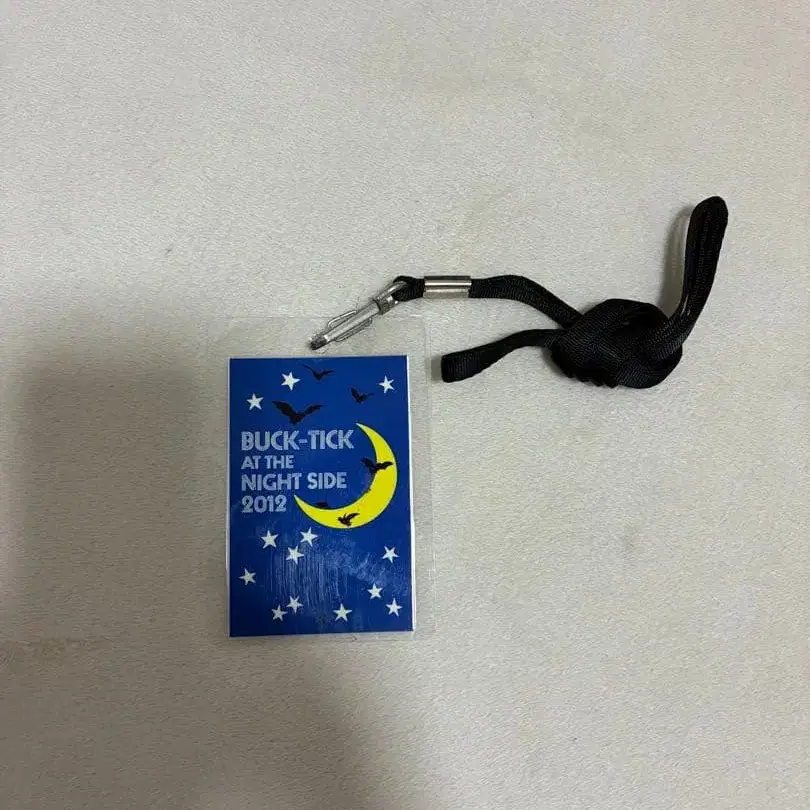 BUCK-TICK
AT THE
NIGHT SIDE
2012